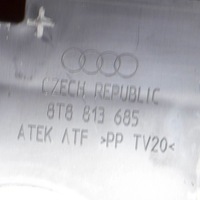 CZECH REPUBLIC
8T8 813 685
ATEK ATF >PP TV20<